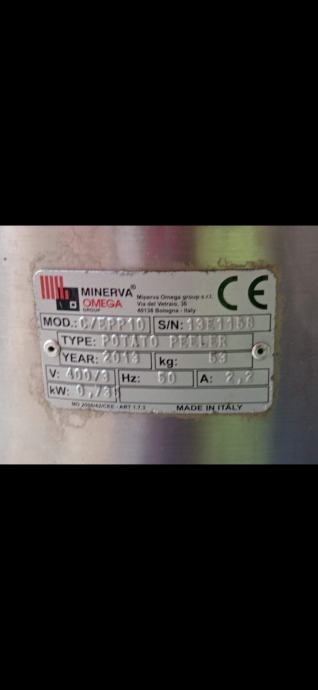 MINERVA®
OMEGA
GROUP
Minerva Omega group s.r.l.
Via del Vetraio, 36
40138 Bologna - Italy
CE
MOD.: C/EPP10 S/N: 13E1158
TYPE: POTATO PEELER
YEAR: 2013 kg: 53
V: 400/3 Hz: 50 A: 2,2
kW: 0,75
MADE IN ITALY